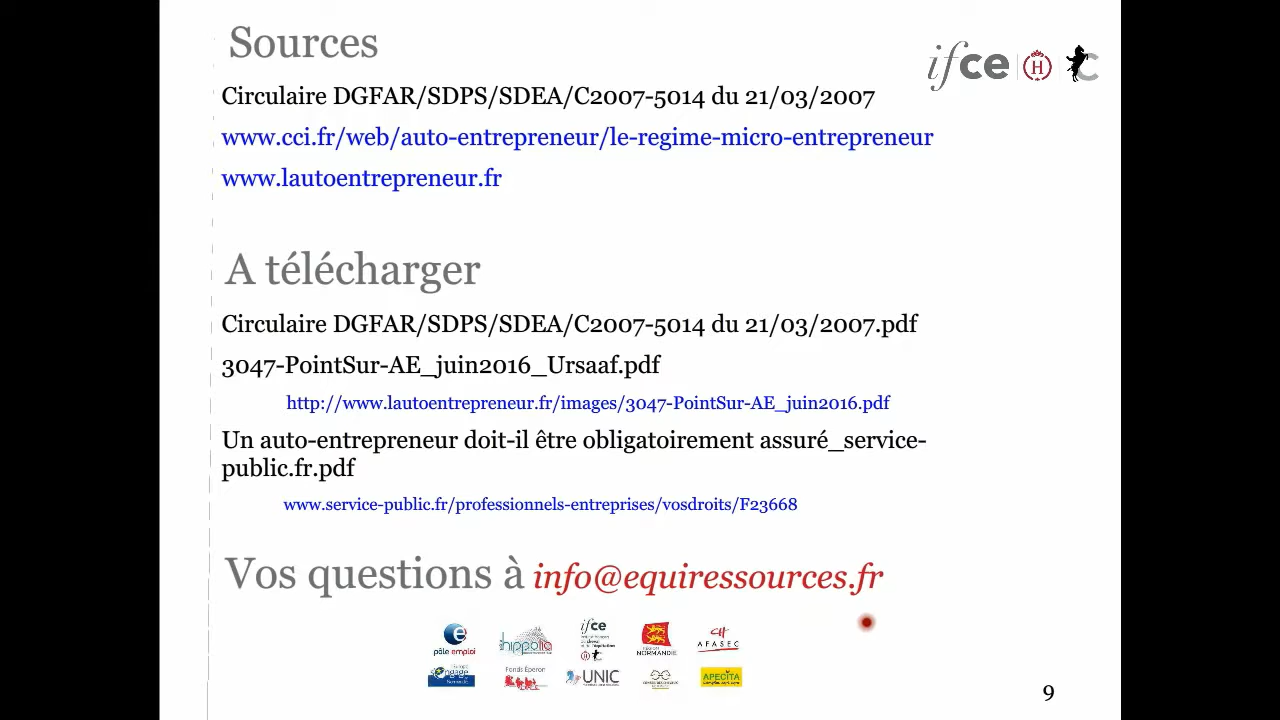 Sources
ifce
H
Circulaire DGFAR/SDPS/SDEA/C2007-5014 du 21/03/2007
www.cci.fr/web/auto-entrepreneur/le-regime-micro-entrepreneur
www.lautoentrepreneur.fr
A télécharger
Circulaire DGFAR/SDPS/SDEA/C2007-5014 du 21/03/2007.pdf
3047-PointSur-AE_juin2016_Ursaaf.pdf
http://www.lautoentrepreneur.fr/images/3047-PointSur-AE_juin2016.pdf
Un auto-entrepreneur doit-il être obligatoirement assuré_service-
public.fr.pdf
www.service-public.fr/professionnels-entreprises/vosdroits/F23668
Vos questions à info@equiressources.fr
pôle emploi
hippolia
ifce
NORMANDIE
AFASEC
engage
Fonds Éperon
UNIC
APECITA
9